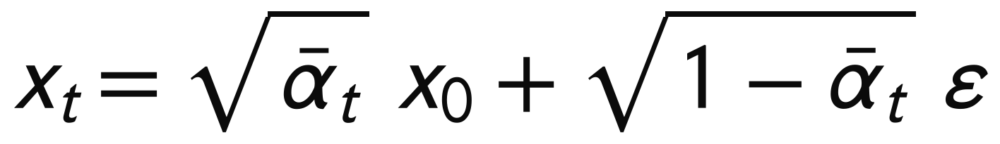 xₜ = √ᾱₜ x₀ + √(1 − ᾱₜ) ε